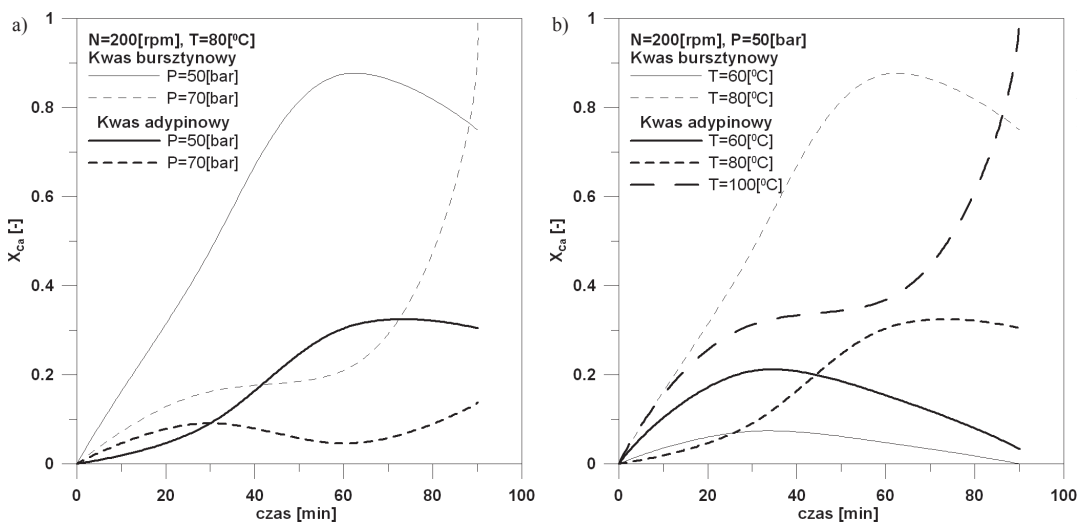 a)
N=200[rpm], T=80[⁰C]
Kwas bursztynowy
P=50[bar]
P=70[bar]
Kwas adypinowy
P=50[bar]
P=70[bar]
X_Ca [-]
1
0.8
0.6
0.4
0.2
0
0 20 40 60 80 100
czas [min]
b)
N=200[rpm], P=50[bar]
Kwas bursztynowy
T=60[⁰C]
T=80[⁰C]
Kwas adypinowy
T=60[⁰C]
T=80[⁰C]
T=100[⁰C]
X_Ca [-]
1
0.8
0.6
0.4
0.2
0
0 20 40 60 80 100
czas [min]